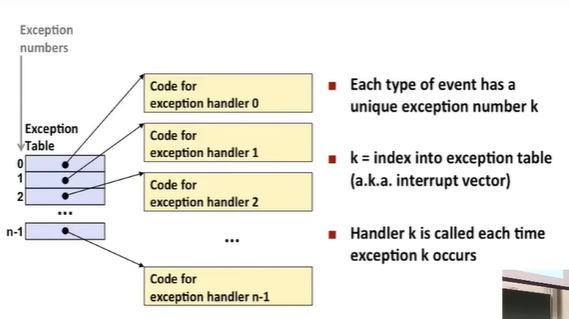 Exception
numbers
Exception
Table
0
1
2
...
n-1
Code for
exception handler 0
Code for
exception handler 1
Code for
exception handler 2
...
Code for
exception handler n-1
Each type of event has a
unique exception number k
k = index into exception table
(a.k.a. interrupt vector)
Handler k is called each time
exception k occurs